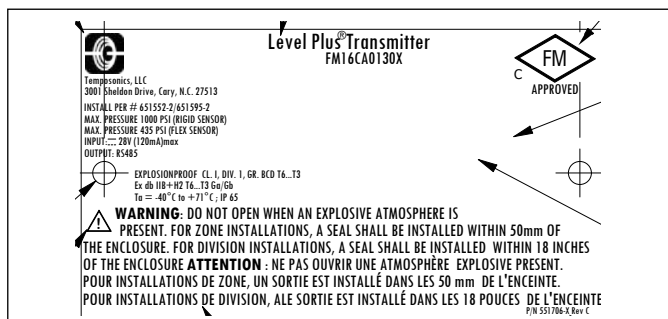 Level Plus® Transmitter
FM16CA0130X
FM
C
APPROVED
Temposonics, LLC
3001 Sheldon Drive, Cary, N.C. 27513
INSTALL PER # 651552-2/651595-2
MAX. PRESSURE 1000 PSI (RIGID SENSOR)
MAX. PRESSURE 435 PSI (FLEX SENSOR)
INPUT: ⎓ 28V (120mA)max
OUTPUT: RS485
EXPLOSIONPROOF CL. I, DIV. 1, GR. BCD T6...T3
Ex db IIB+H2 T6...T3 Ga/Gb
Ta = -40°C to +71°C ; IP 65
WARNING: DO NOT OPEN WHEN AN EXPLOSIVE ATMOSPHERE IS
PRESENT. FOR ZONE INSTALLATIONS, A SEAL SHALL BE INSTALLED WITHIN 50mm OF
THE ENCLOSURE. FOR DIVISION INSTALLATIONS, A SEAL SHALL BE INSTALLED WITHIN 18 INCHES
OF THE ENCLOSURE ATTENTION : NE PAS OUVRIR UNE ATMOSPHÈRE EXPLOSIVE PRESENT.
POUR INSTALLATIONS DE ZONE, UN SORTIE EST INSTALLÉ DANS LES 50 mm DE L'ENCEINTE.
POUR INSTALLATIONS DE DIVISION, ALE SORTIE EST INSTALLÉ DANS LES 18 POUCES DE L'ENCEINTE
P/N 551706-X Rev C